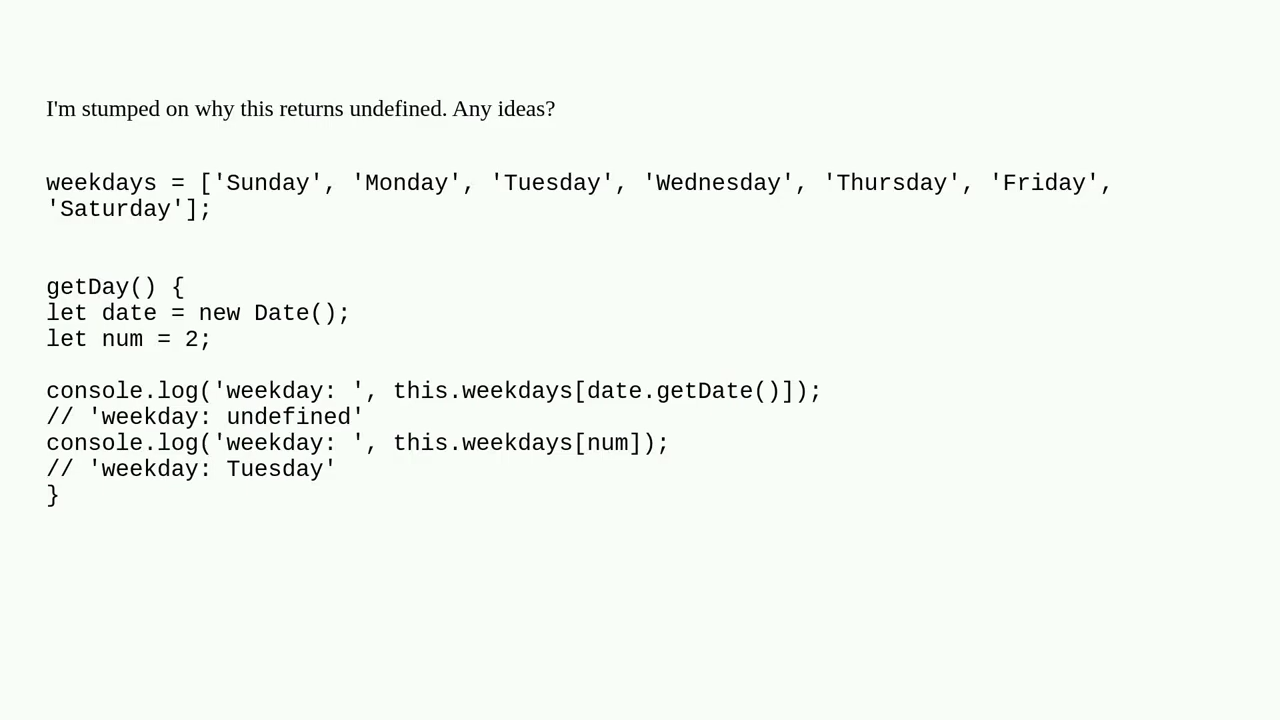 I'm stumped on why this returns undefined. Any ideas?
weekdays = ['Sunday', 'Monday', 'Tuesday', 'Wednesday', 'Thursday', 'Friday',
'Saturday'];
getDay() {
let date = new Date();
let num = 2;
console.log('weekday: ', this.weekdays[date.getDate()]);
// 'weekday: undefined'
console.log('weekday: ', this.weekdays[num]);
// 'weekday: Tuesday'
}